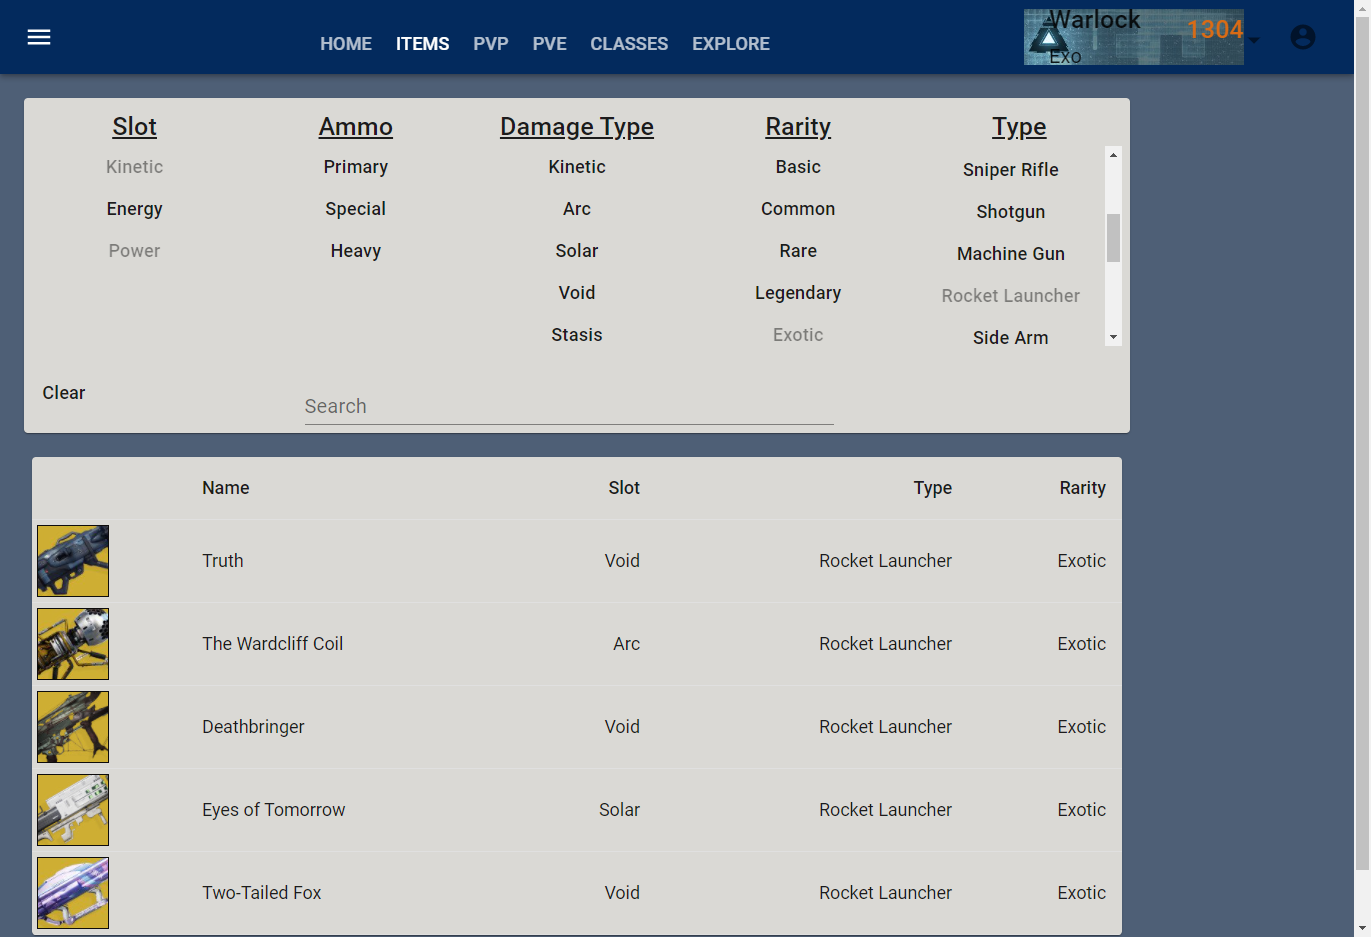 HOME ITEMS PVP PVE CLASSES EXPLORE
Warlock 1304
Exo
Slot Ammo Damage Type Rarity Type
Kinetic Primary Kinetic Basic Sniper Rifle
Energy Special Arc Common Shotgun
Power Heavy Solar Rare Machine Gun
Void Legendary Rocket Launcher
Stasis Exotic Side Arm
Clear
Search
Name Slot Type Rarity
Truth Void Rocket Launcher Exotic
The Wardcliff Coil Arc Rocket Launcher Exotic
Deathbringer Void Rocket Launcher Exotic
Eyes of Tomorrow Solar Rocket Launcher Exotic
Two-Tailed Fox Void Rocket Launcher Exotic